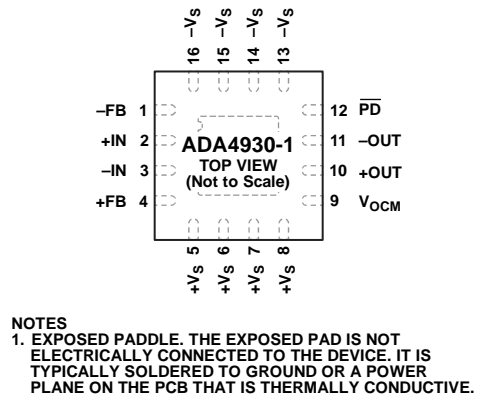 16 –VS
15 –VS
14 –VS
13 –VS
–FB 1
+IN 2
–IN 3
+FB 4
ADA4930-1
TOP VIEW
(Not to Scale)
12 PD
11 –OUT
10 +OUT
9 VOCM
5 +VS
6 +VS
7 +VS
8 +VS
NOTES
1. EXPOSED PADDLE. THE EXPOSED PAD IS NOT
ELECTRICALLY CONNECTED TO THE DEVICE. IT IS
TYPICALLY SOLDERED TO GROUND OR A POWER
PLANE ON THE PCB THAT IS THERMALLY CONDUCTIVE.